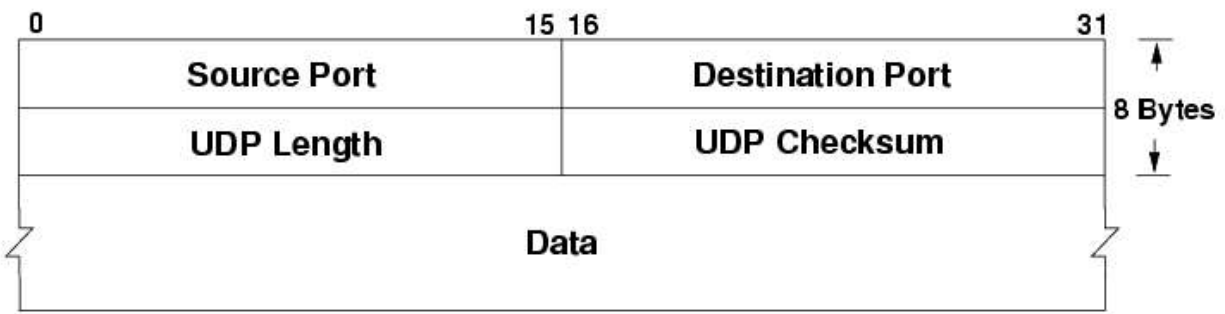 0 15 16 31
Source Port Destination Port
8 Bytes
UDP Length UDP Checksum
Data